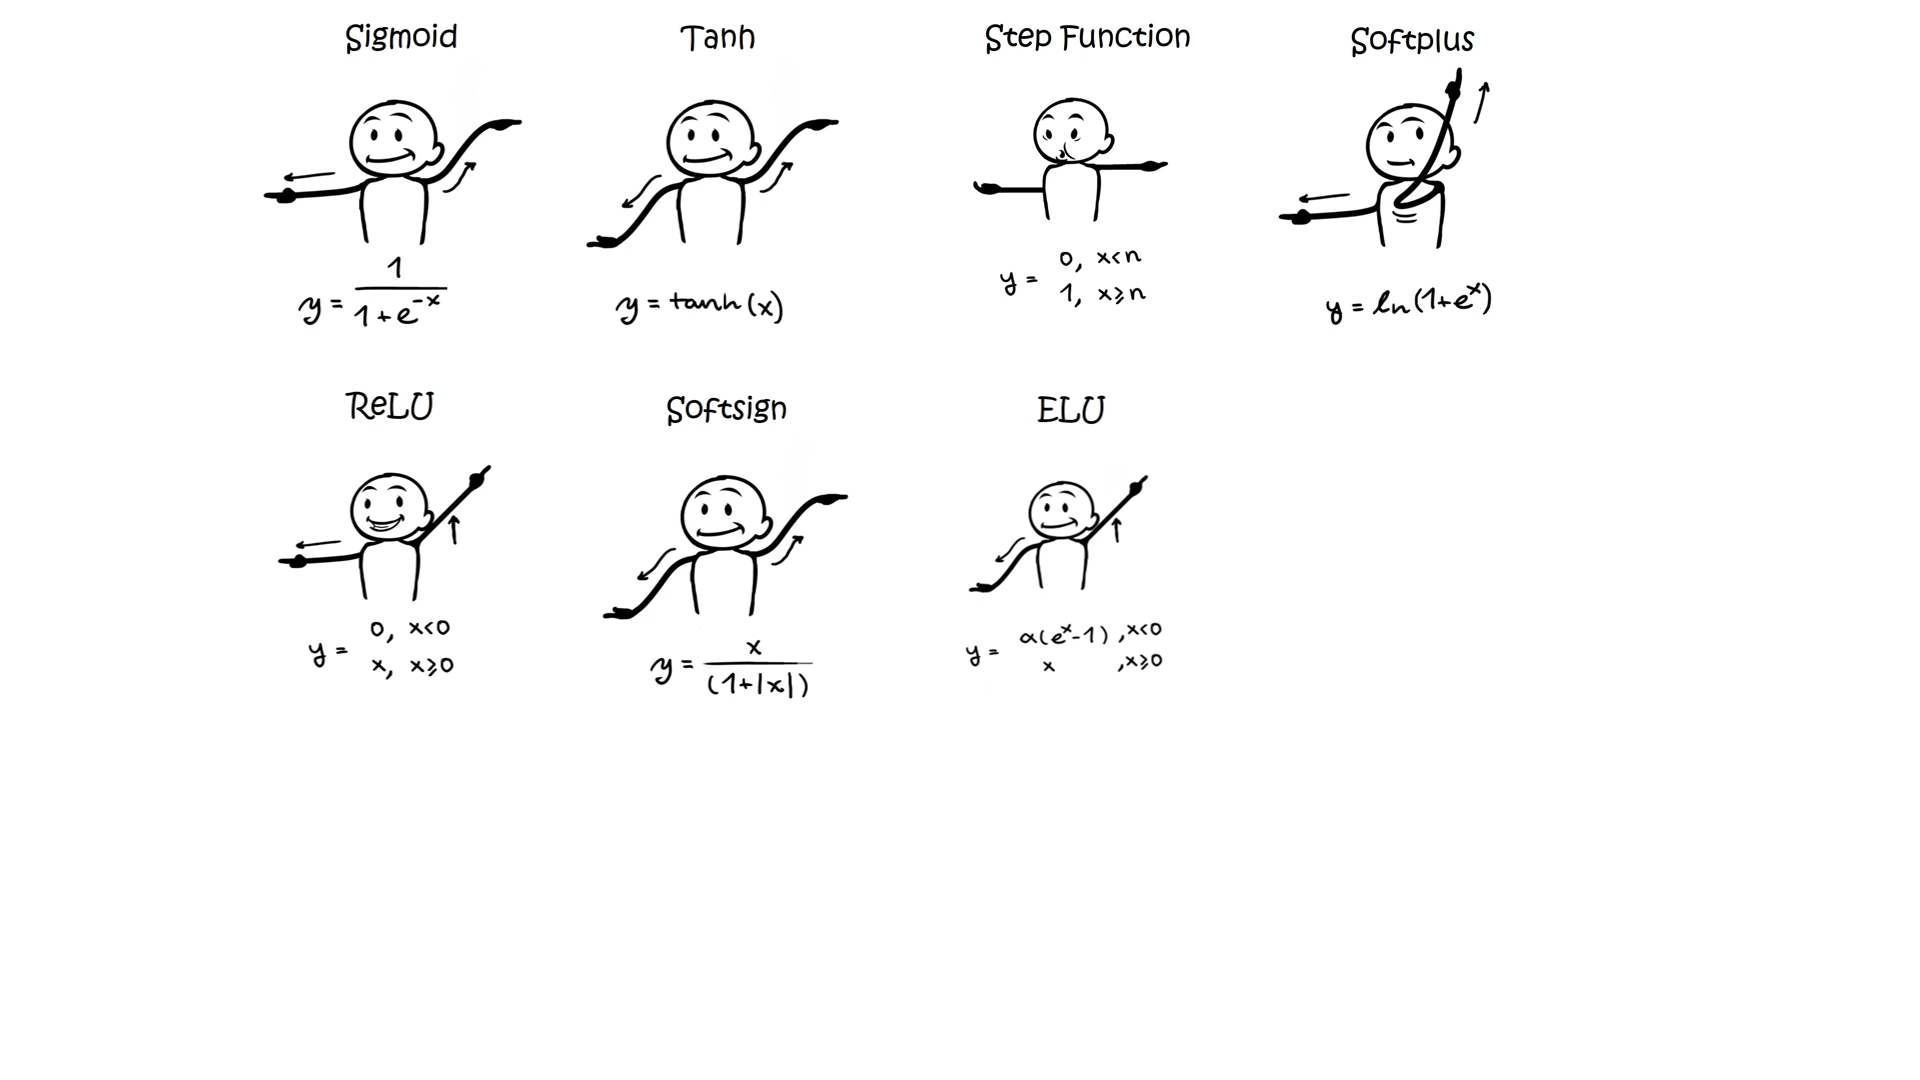 Sigmoid
Tanh
Step Function
Softplus
y = 1 / 1+e^-x
y = tanh(x)
y = 0, x<n
1, x⩾n
y = ln(1+e^x)
ReLU
Softsign
ELU
y = 0, x<0
x, x⩾0
y = x / (1+|x|)
y = α(e^x-1) ,x<0
x ,x⩾0